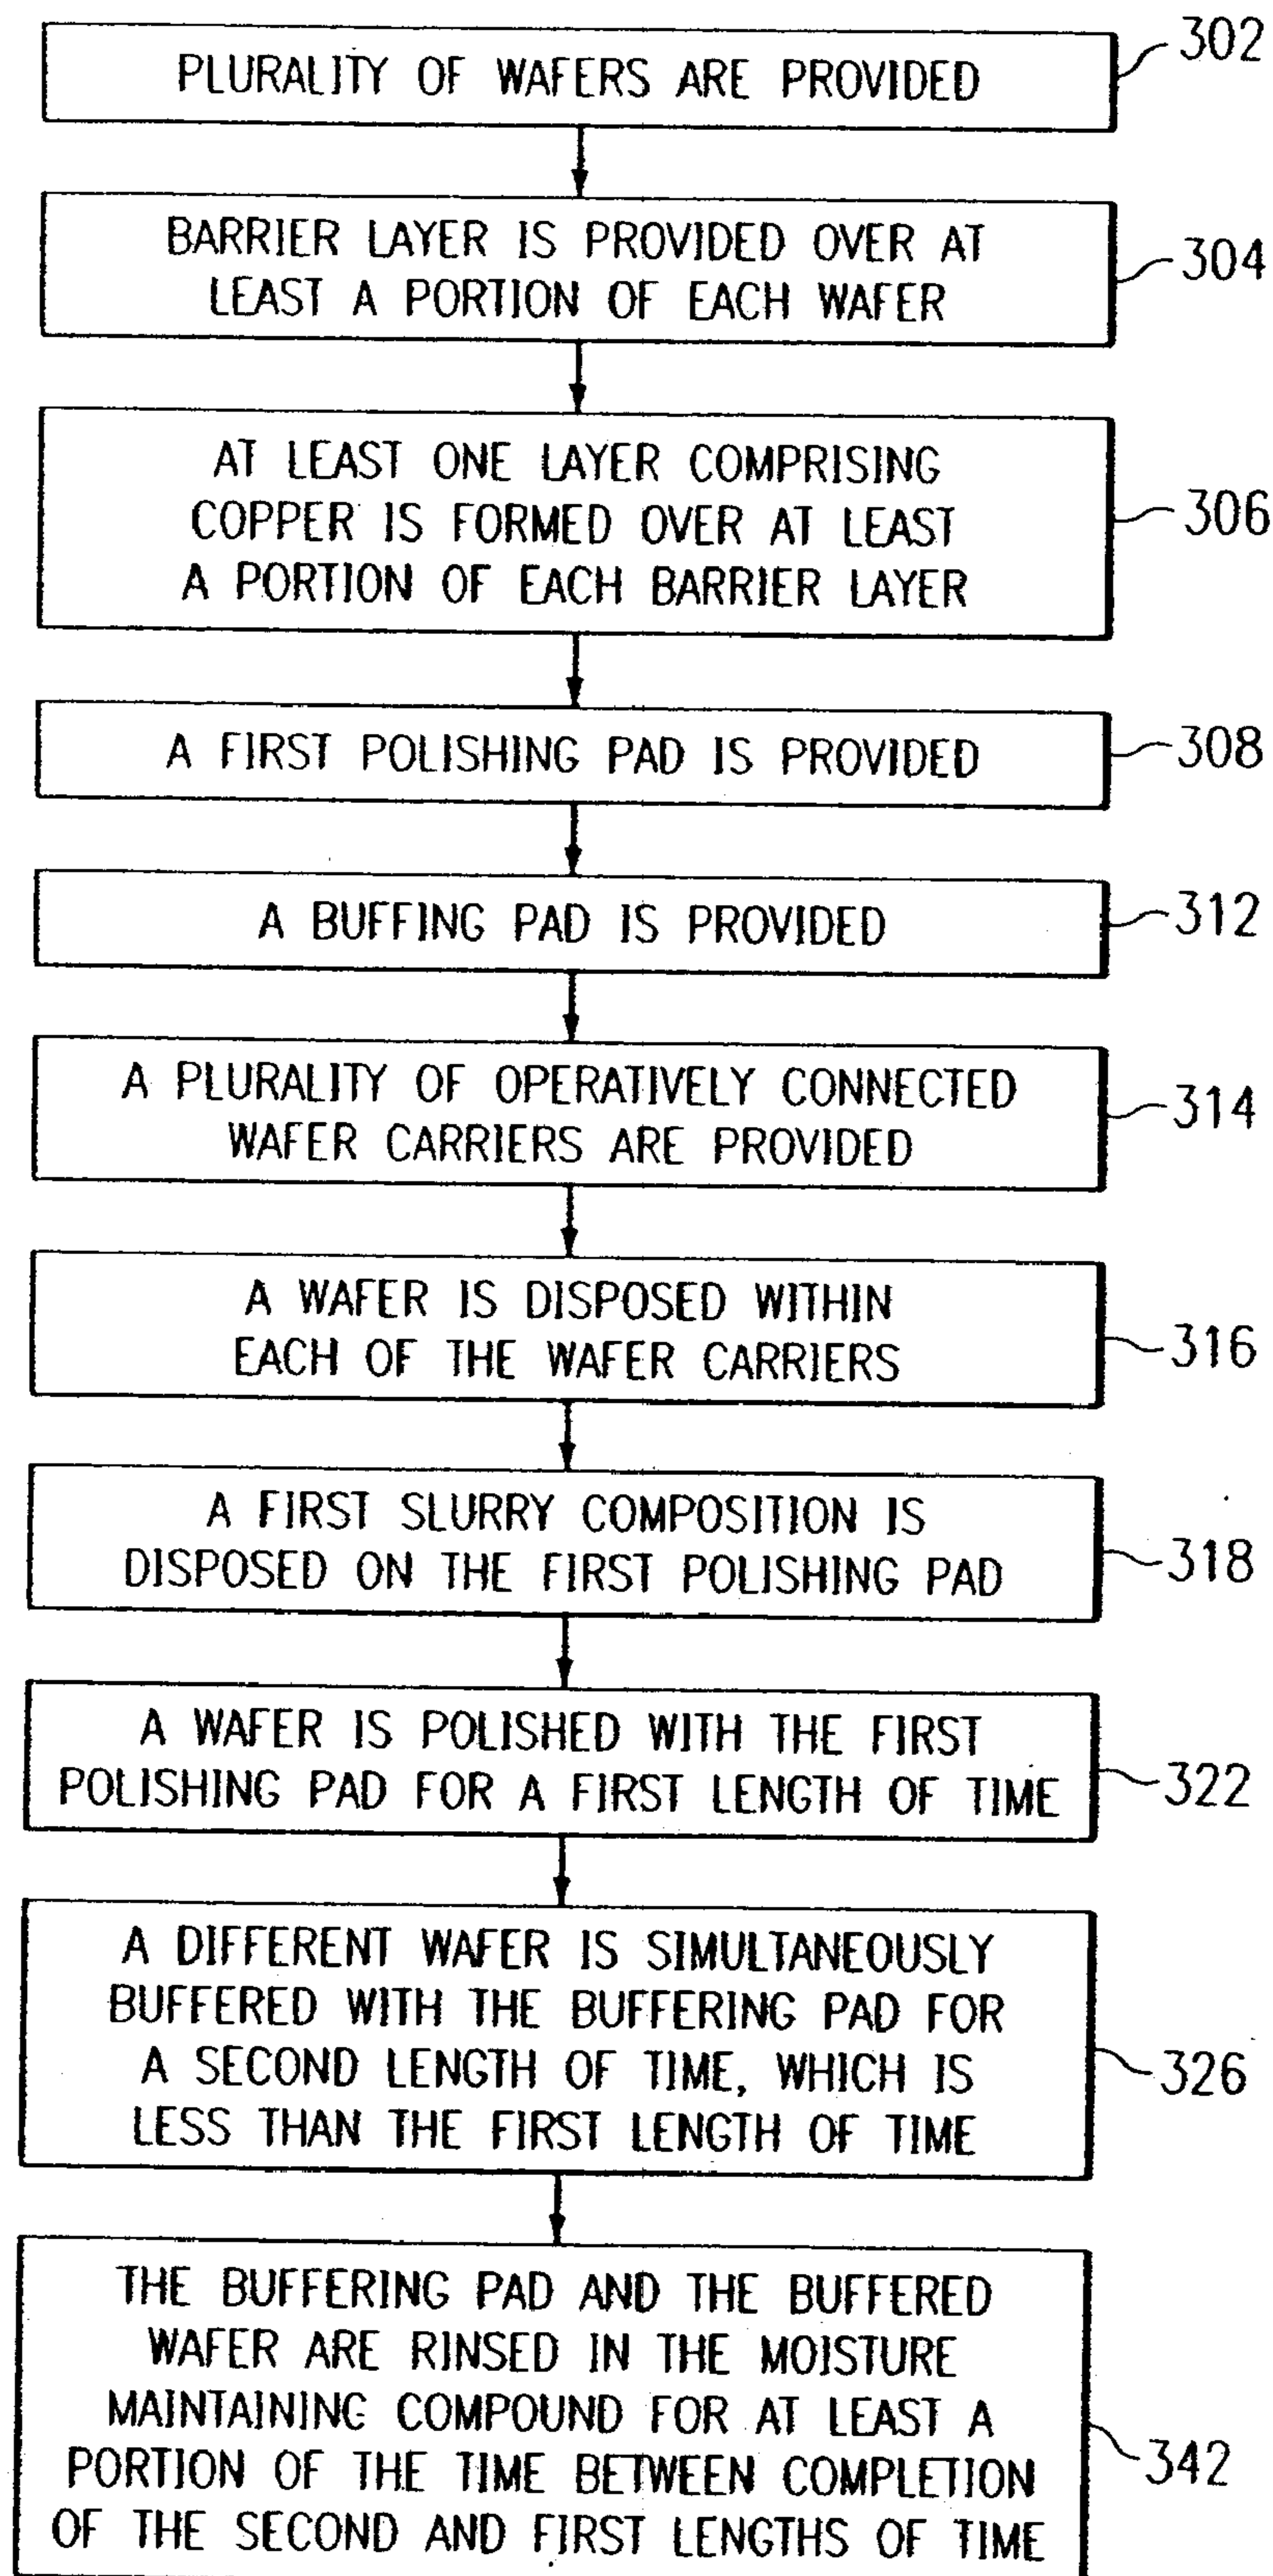 PLURALITY OF WAFERS ARE PROVIDED
302
BARRIER LAYER IS PROVIDED OVER AT
LEAST A PORTION OF EACH WAFER
304
AT LEAST ONE LAYER COMPRISING
COPPER IS FORMED OVER AT LEAST
A PORTION OF EACH BARRIER LAYER
306
A FIRST POLISHING PAD IS PROVIDED
308
A BUFFING PAD IS PROVIDED
312
A PLURALITY OF OPERATIVELY CONNECTED
WAFER CARRIERS ARE PROVIDED
314
A WAFER IS DISPOSED WITHIN
EACH OF THE WAFER CARRIERS
316
A FIRST SLURRY COMPOSITION IS
DISPOSED ON THE FIRST POLISHING PAD
318
A WAFER IS POLISHED WITH THE FIRST
POLISHING PAD FOR A FIRST LENGTH OF TIME
322
A DIFFERENT WAFER IS SIMULTANEOUSLY
BUFFERED WITH THE BUFFERING PAD FOR
A SECOND LENGTH OF TIME, WHICH IS
LESS THAN THE FIRST LENGTH OF TIME
326
THE BUFFERING PAD AND THE BUFFERED
WAFER ARE RINSED IN THE MOISTURE
MAINTAINING COMPOUND FOR AT LEAST A
PORTION OF THE TIME BETWEEN COMPLETION
OF THE SECOND AND FIRST LENGTHS OF TIME
342